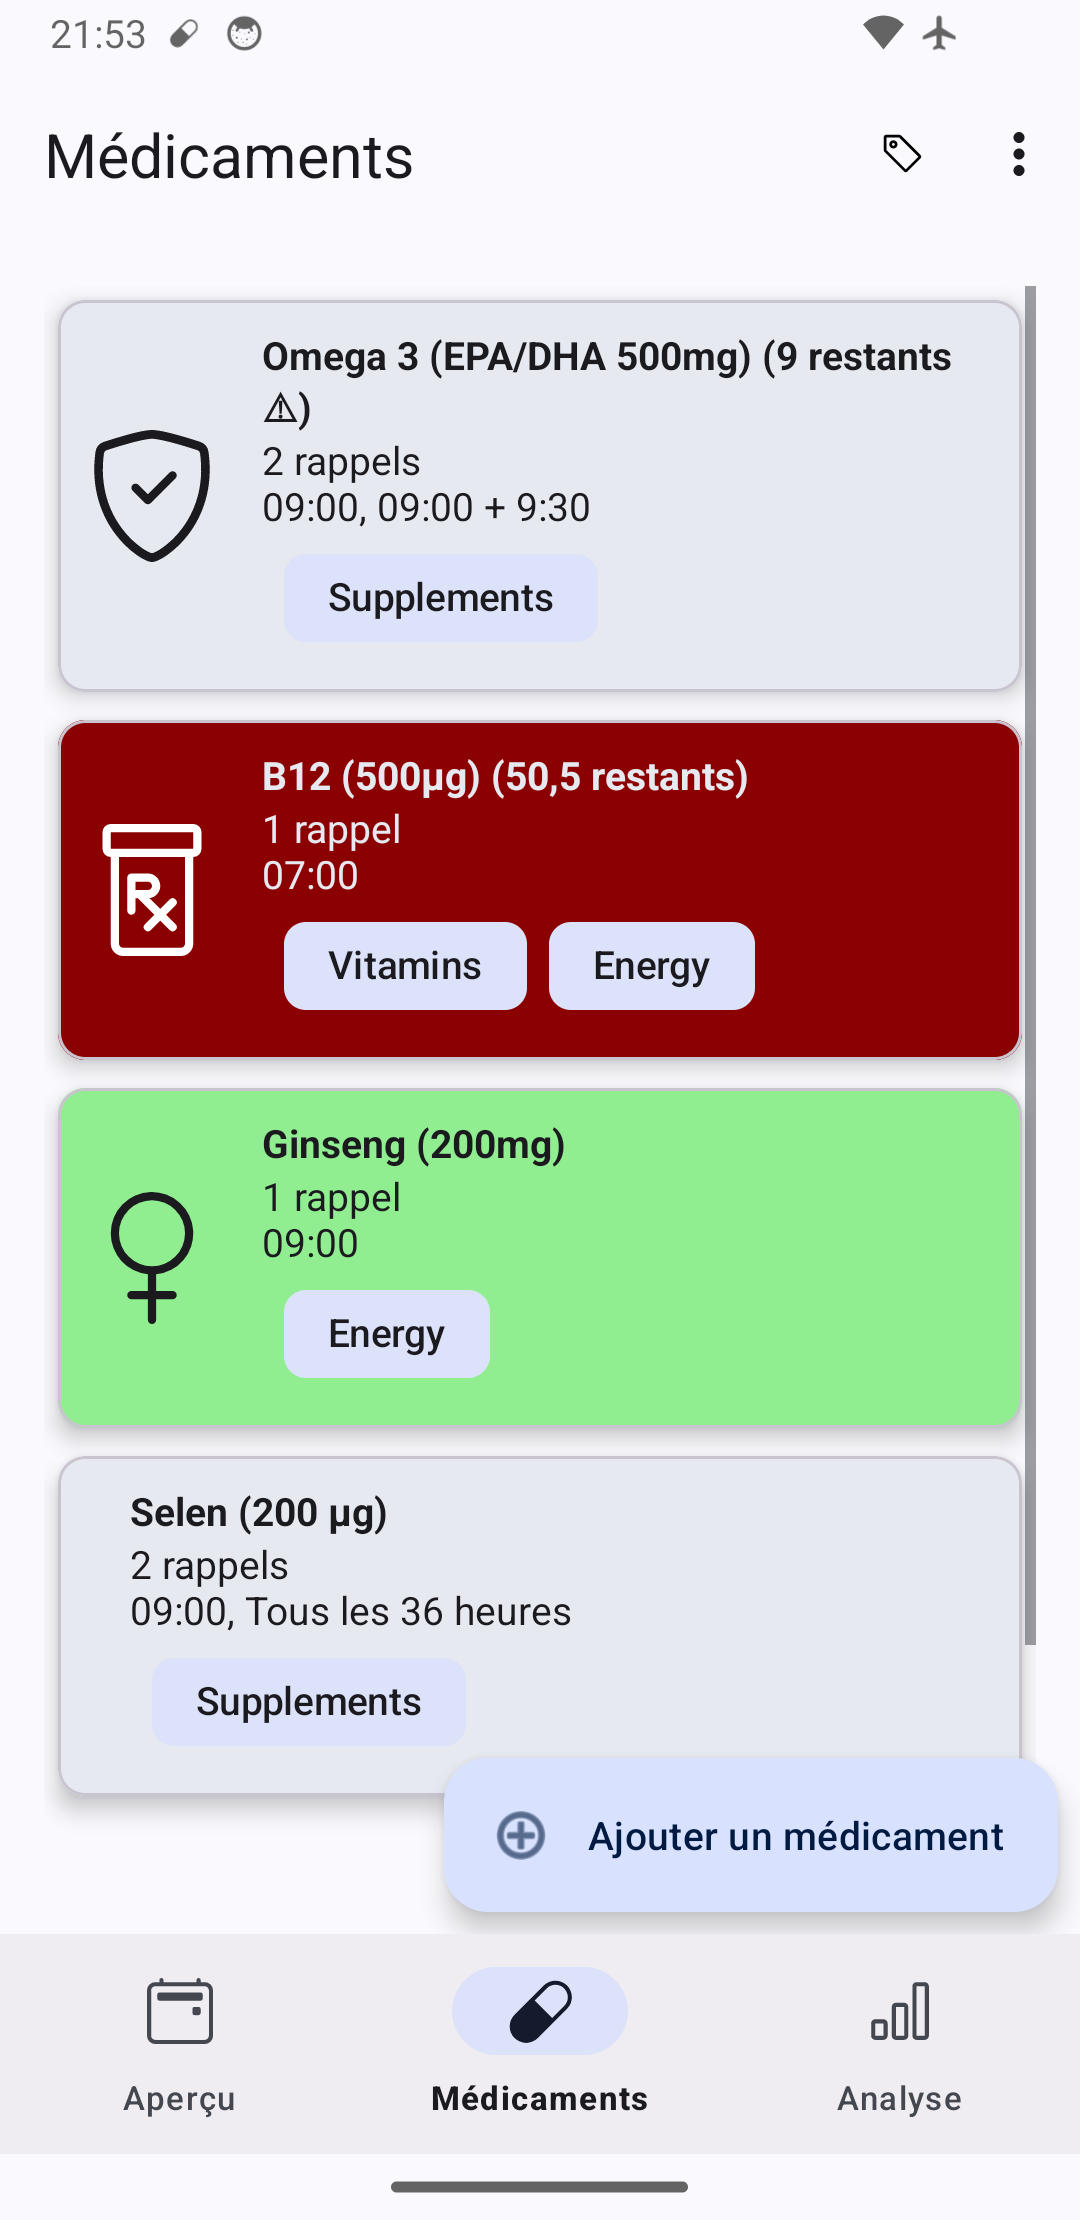 21:53
Médicaments
Omega 3 (EPA/DHA 500mg) (9 restants
⚠)
2 rappels
09:00, 09:00 + 9:30
Supplements
B12 (500µg) (50,5 restants)
1 rappel
07:00
Rx
Vitamins Energy
Ginseng (200mg)
1 rappel
09:00
Energy
Selen (200 µg)
2 rappels
09:00, Tous les 36 heures
Supplements
Ajouter un médicament
Aperçu Médicaments Analyse